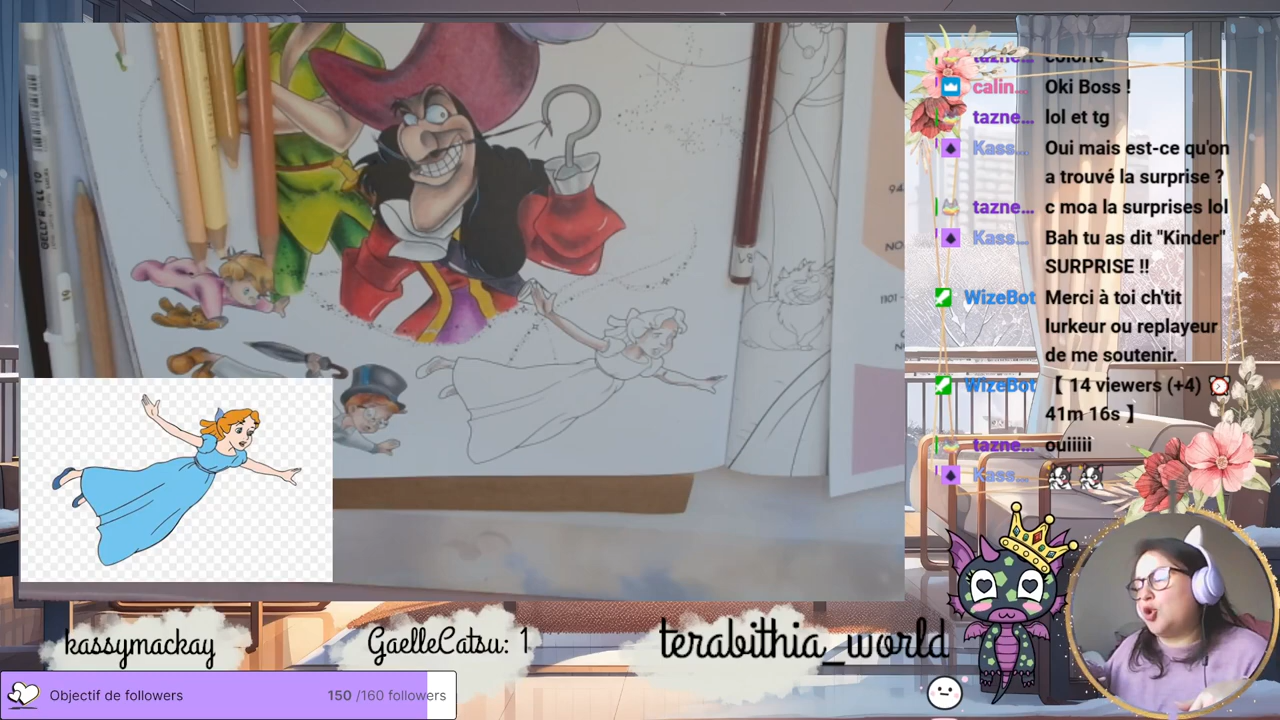 colorie
calin... Oki Boss !
tazne... lol et tg
Kass... Oui mais est-ce qu'on
a trouvé la surprise ?
tazne... c moa la surprises lol
Kass... Bah tu as dit "Kinder"
SURPRISE !!
WizeBot Merci à toi ch'tit
lurkeur ou replayeur
de me soutenir.
WizeBot 【 14 viewers (+4) ⏰
41m 16s 】
tazne... ouiiiii
Kass...
GELLY ROLL
kassymackay
GaelleCatsu: 1
terabithia_world
Objectif de followers 150 /160 followers